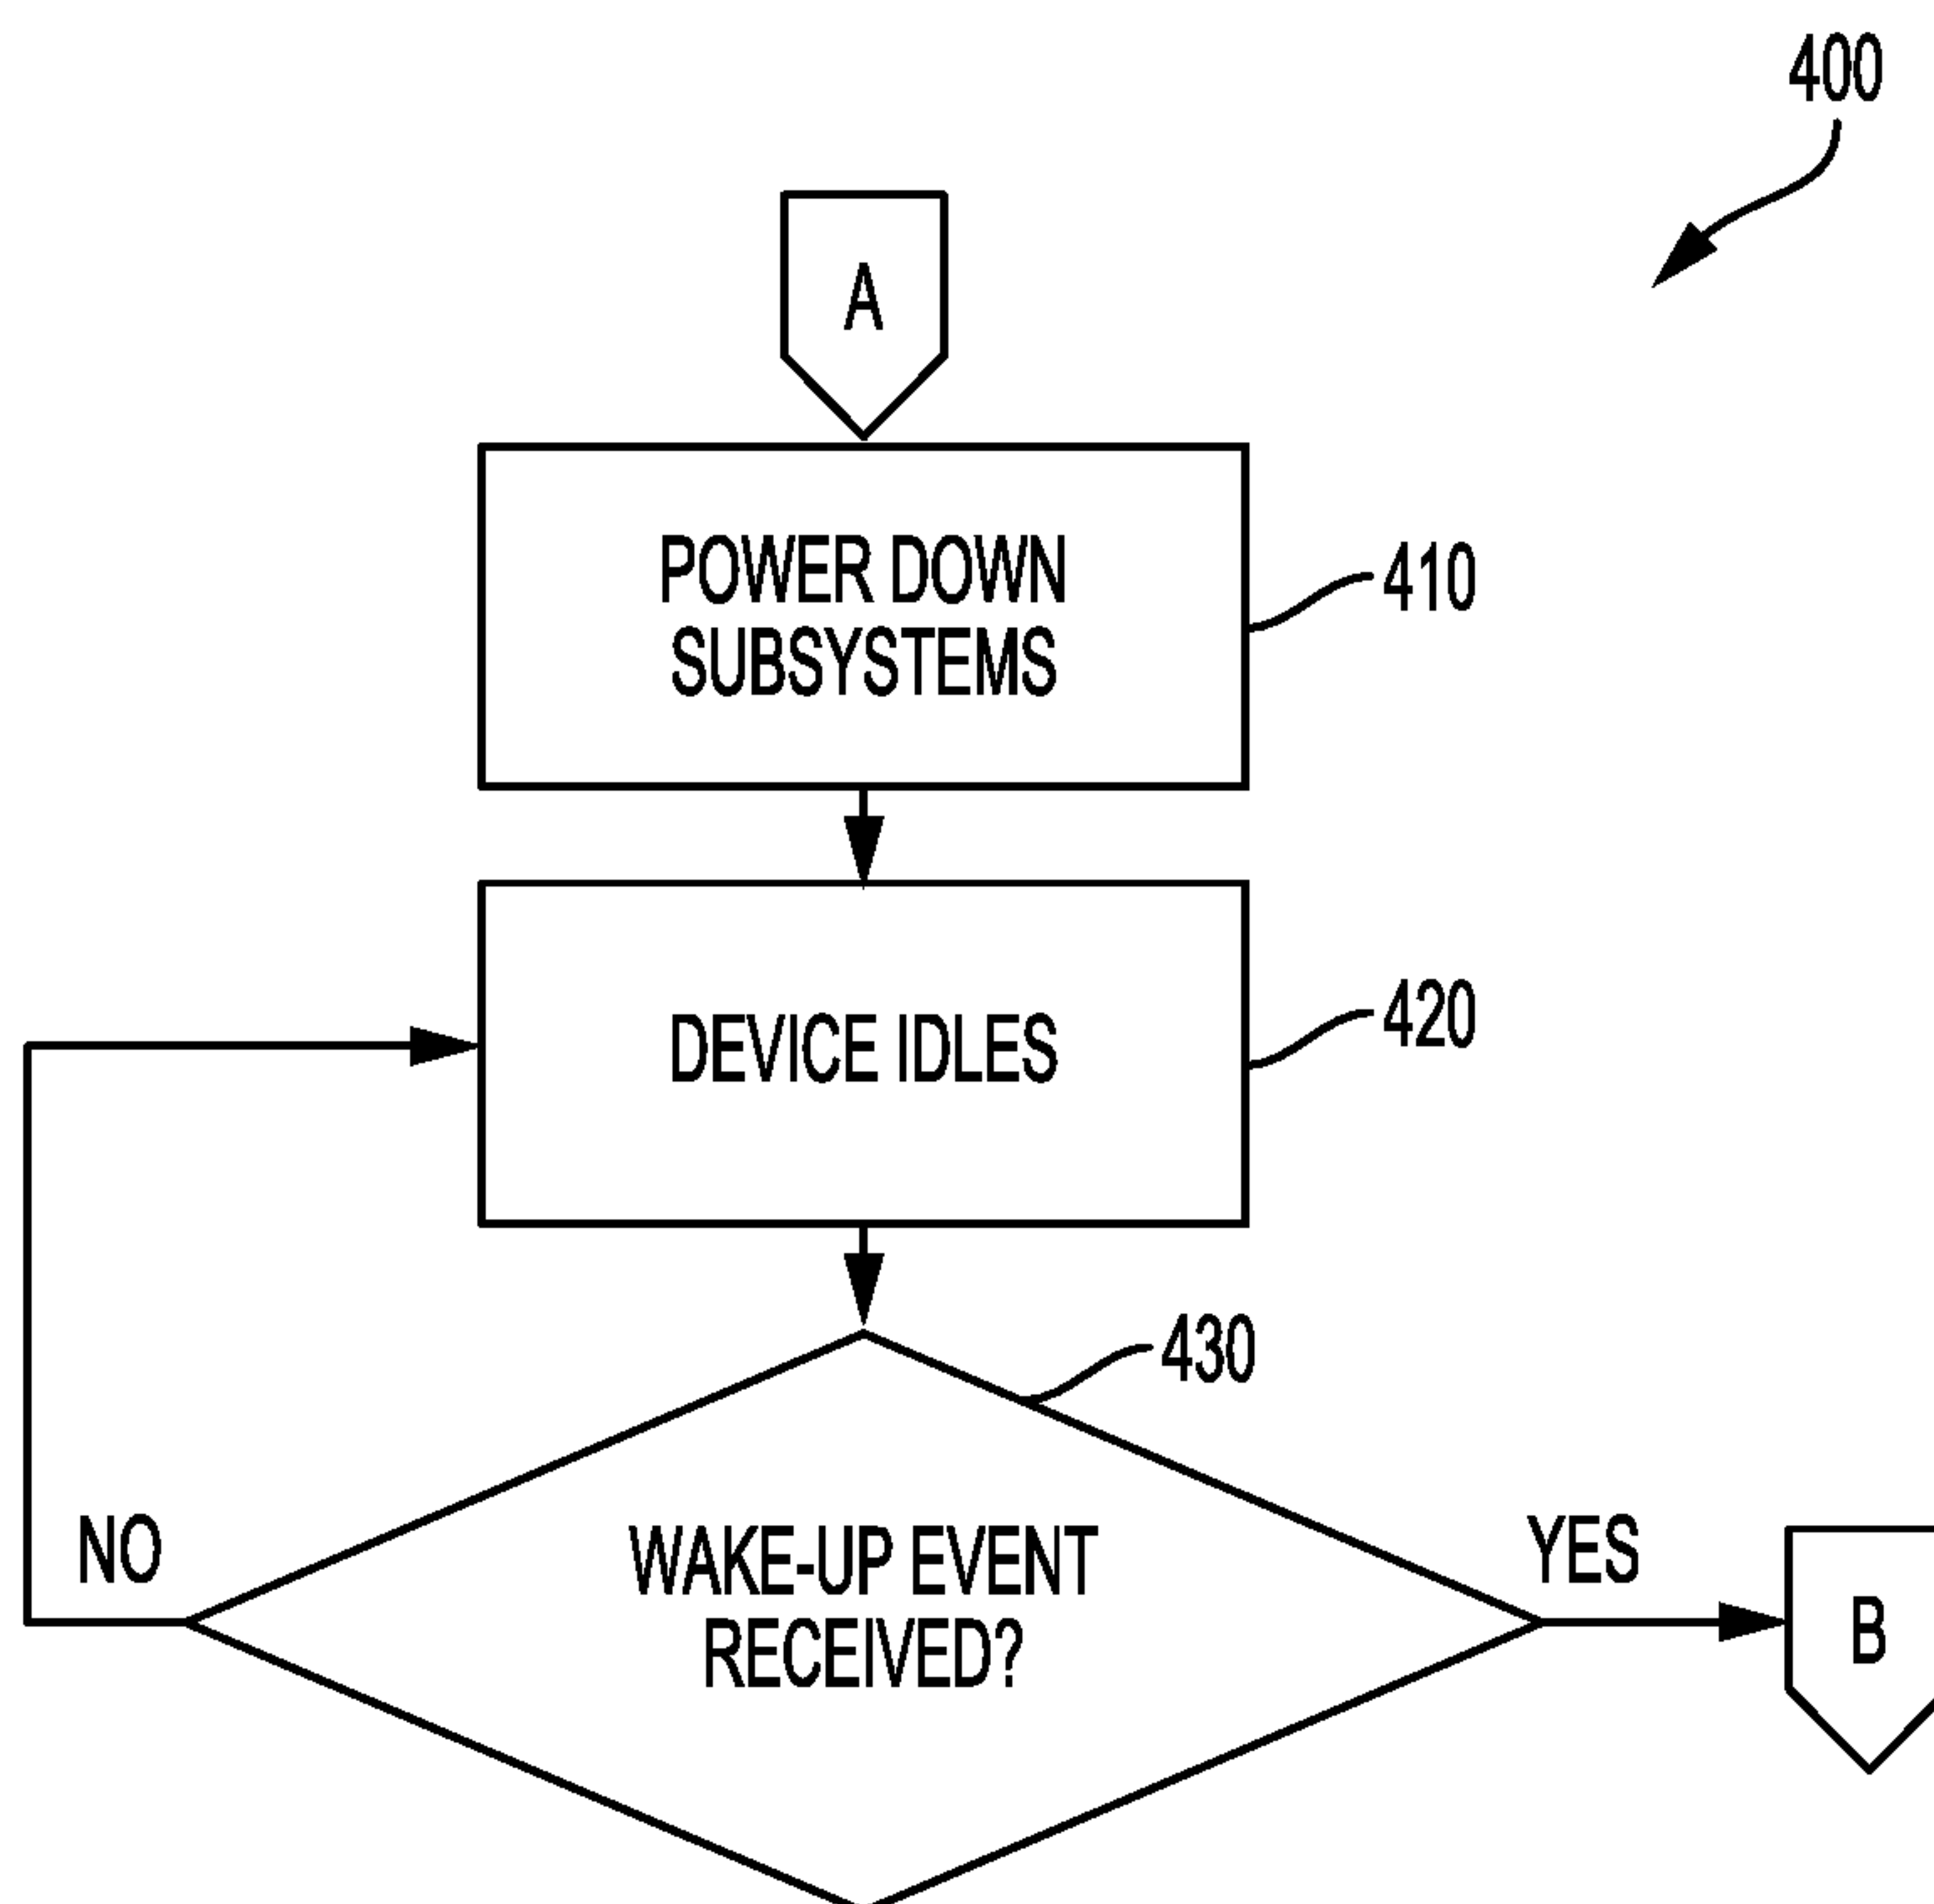 400
A
POWER DOWN
SUBSYSTEMS
410
DEVICE IDLES
420
430
NO
WAKE-UP EVENT
RECEIVED?
YES
B